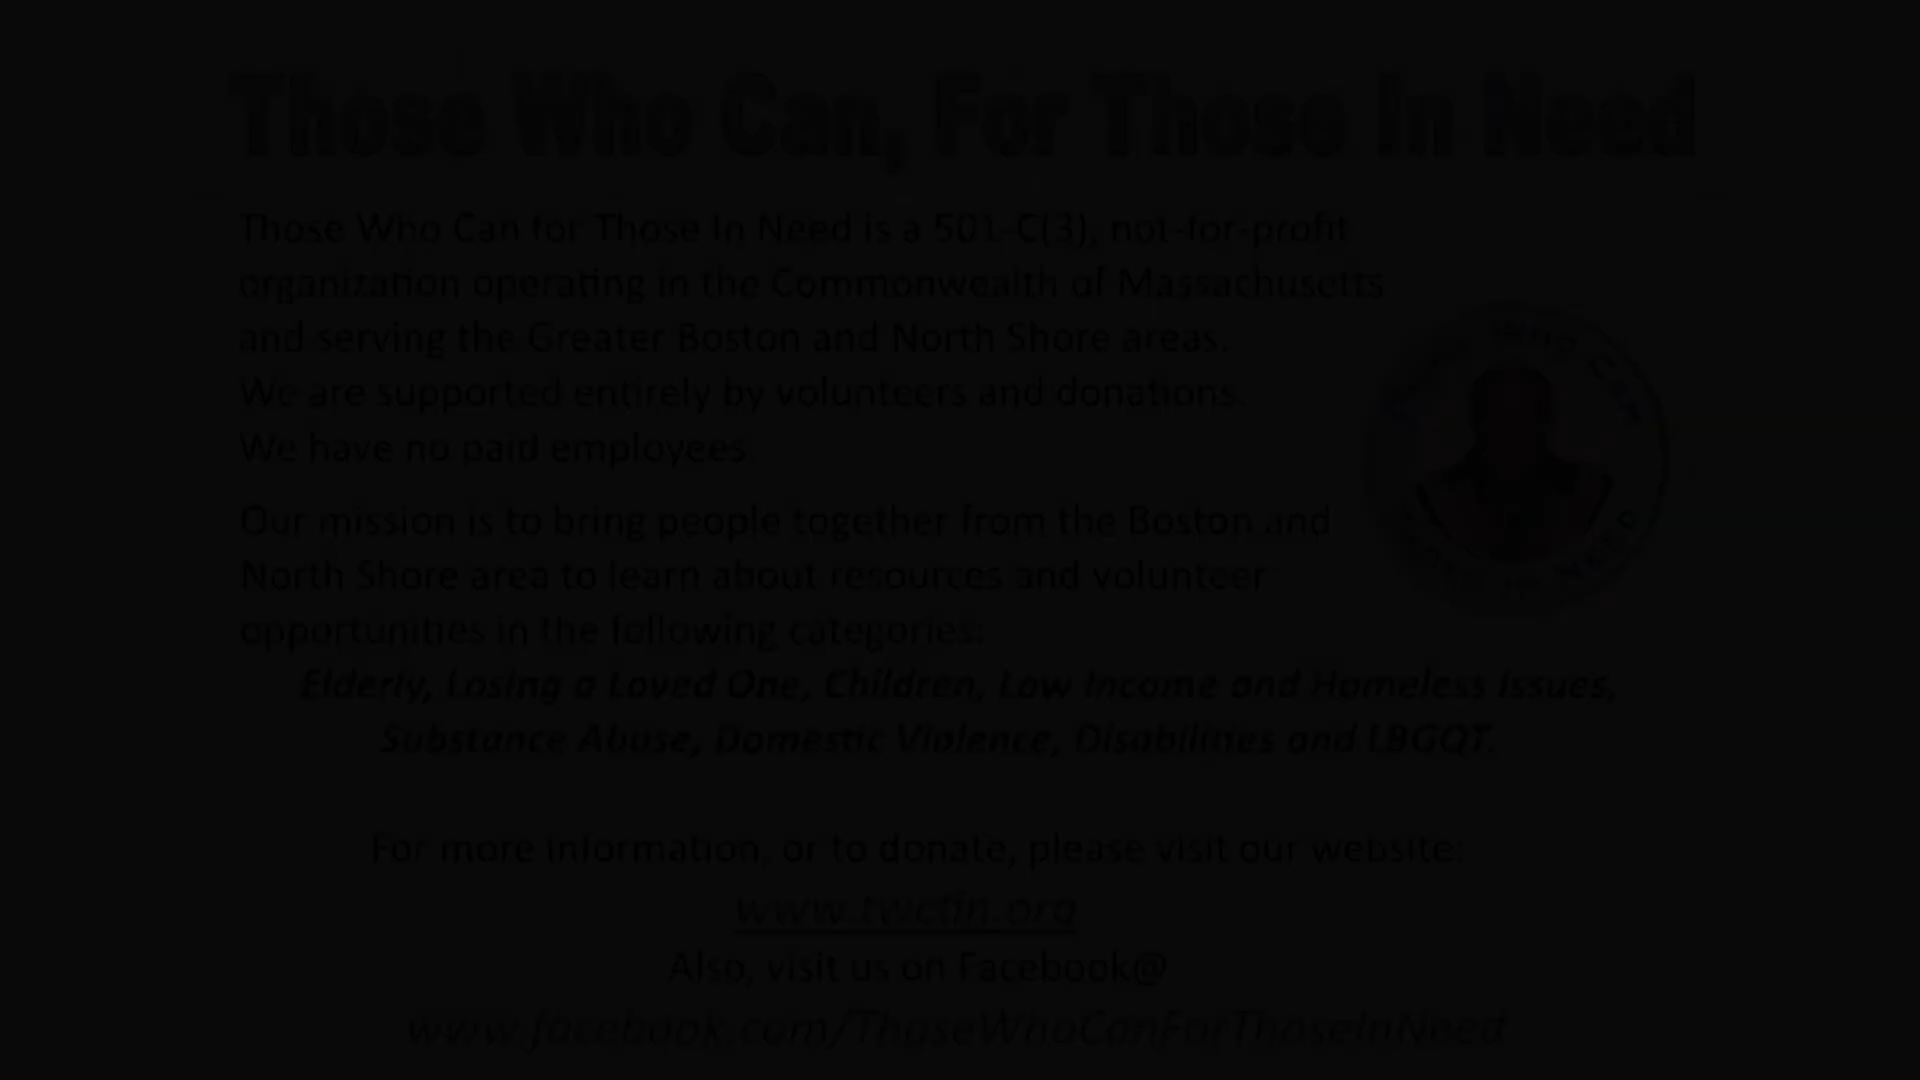 Those Who Can, For Those In Need
Those Who Can for Those In Need is a 501-C(3), not-for-profit
organization operating in the Commonwealth of Massachusetts
and serving the Greater Boston and North Shore areas.
We are supported entirely by volunteers and donations.
We have no paid employees.
WHO CAN
IN NEED
Our mission is to bring people together from the Boston and
North Shore area to learn about resources and volunteer
opportunities in the following categories:
Elderly, Losing a Loved One, Children, Low Income and Homeless Issues,
Substance Abuse, Domestic Violence, Disabilities and LBGQT.
For more information, or to donate, please visit our website:
www.twcfin.org
Also, visit us on Facebook@
www.facebook.com/ThoseWhoCanForThoseInNeed